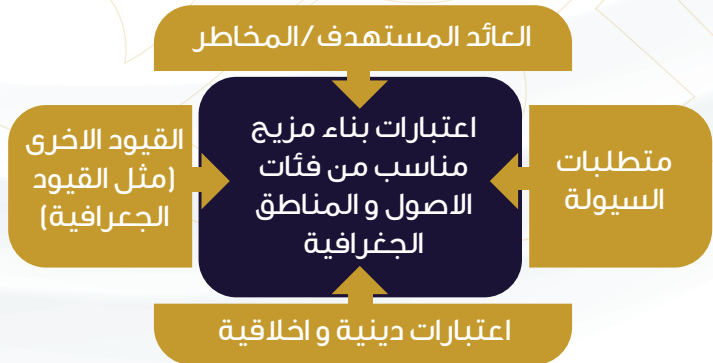 العائد المستهدف/المخاطر
اعتبارات بناء مزيج
مناسب من فئات
الاصول و المناطق
الجغرافية
متطلبات
السيولة
القيود الاخرى
(مثل القيود
الجعرافية)
اعتبارات دينية و اخلاقية